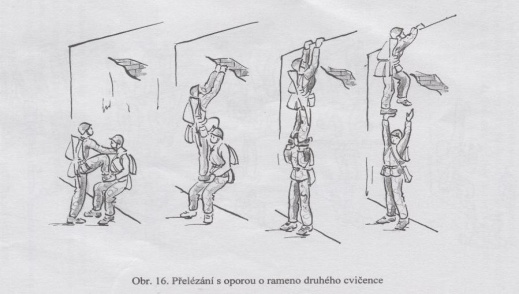 Obr. 16. Přelézání s oporou o rameno druhého cvičence